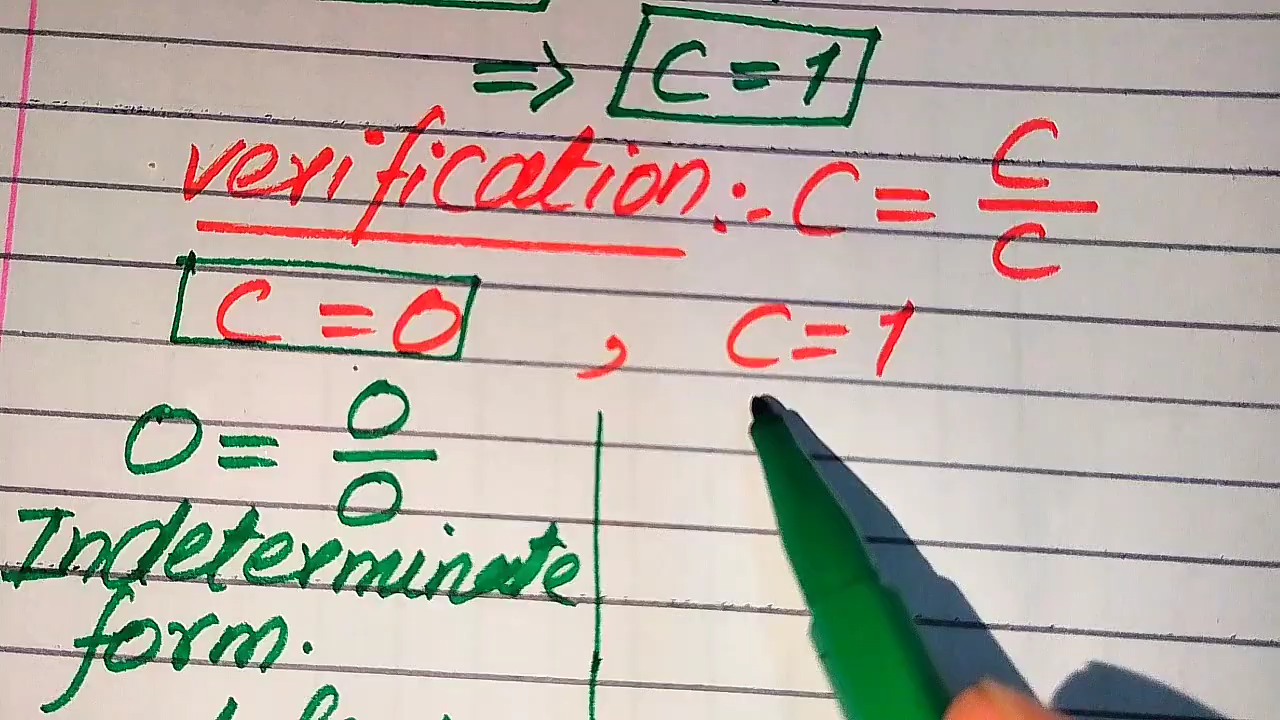 ⇒ C = 1
verification :- C = C/C
C = 0 , C = 1
0 = 0/0
Indeterminate
form.